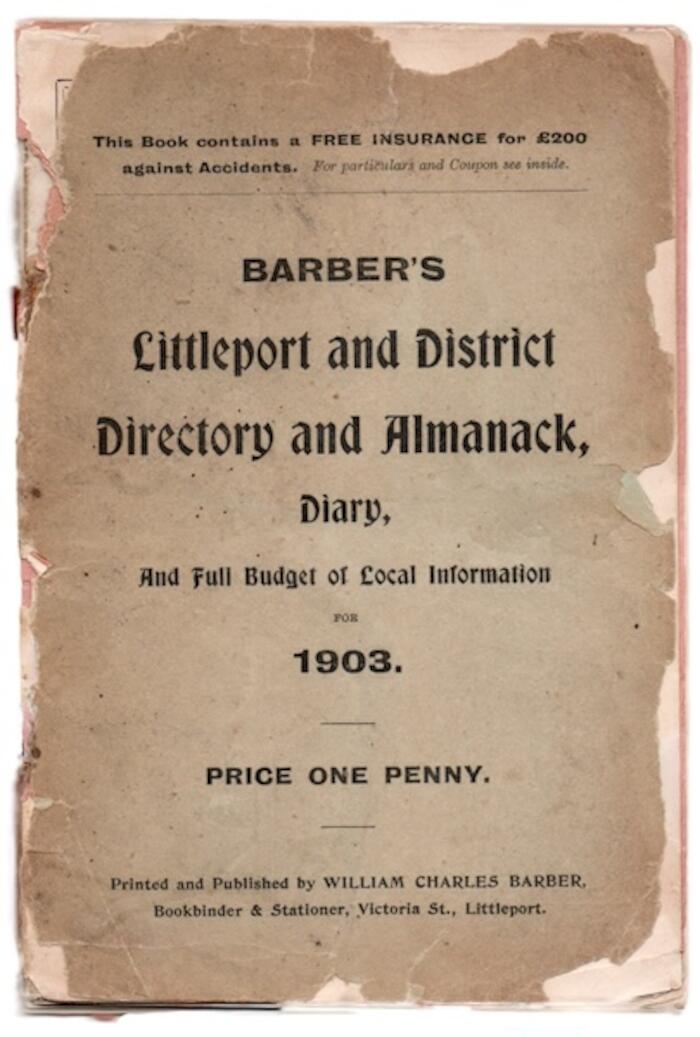 This Book contains a FREE INSURANCE for £200
against Accidents. For particulars and Coupon see inside.
BARBER'S
Littleport and District
Directory and Almanack,
Diary,
And Full Budget of Local Information
FOR
1903.
PRICE ONE PENNY.
Printed and Published by WILLIAM CHARLES BARBER,
Bookbinder & Stationer, Victoria St., Littleport.